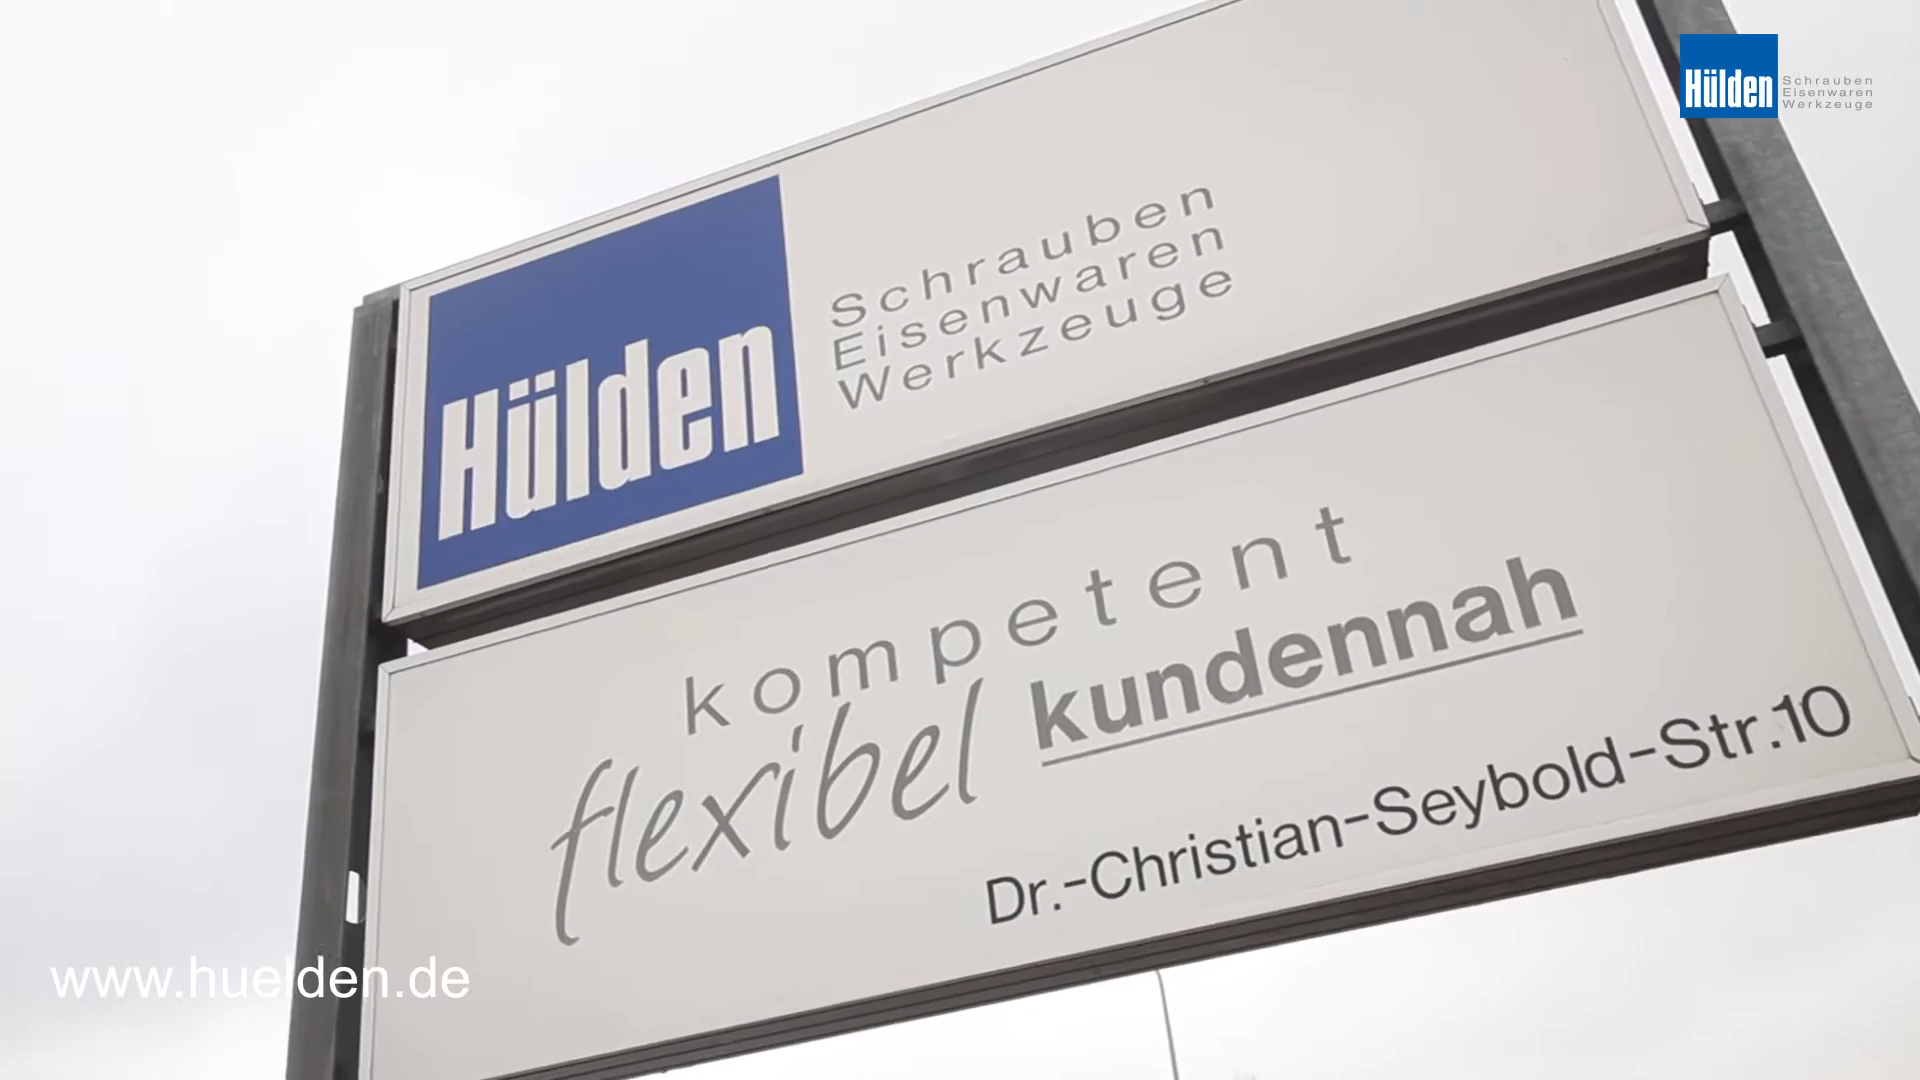 Hülden
Schrauben
Eisenwaren
Werkzeuge
Hülden
Schrauben
Eisenwaren
Werkzeuge
kompetent
flexibel kundennah
Dr.-Christian-Seybold-Str.10
www.huelden.de